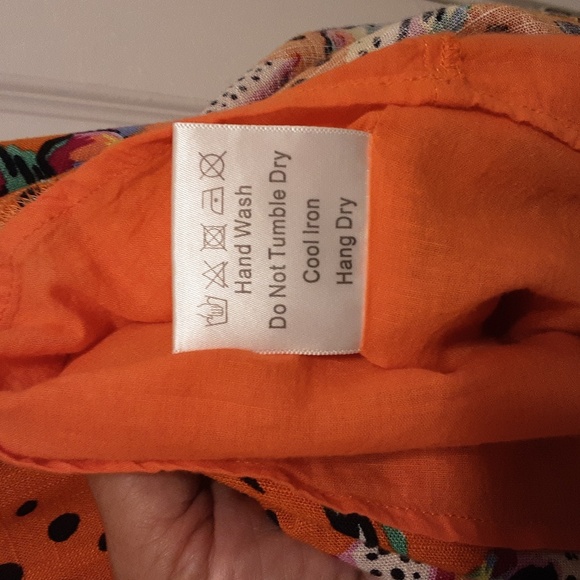 Hand Wash
Do Not Tumble Dry
Cool Iron
Hang Dry